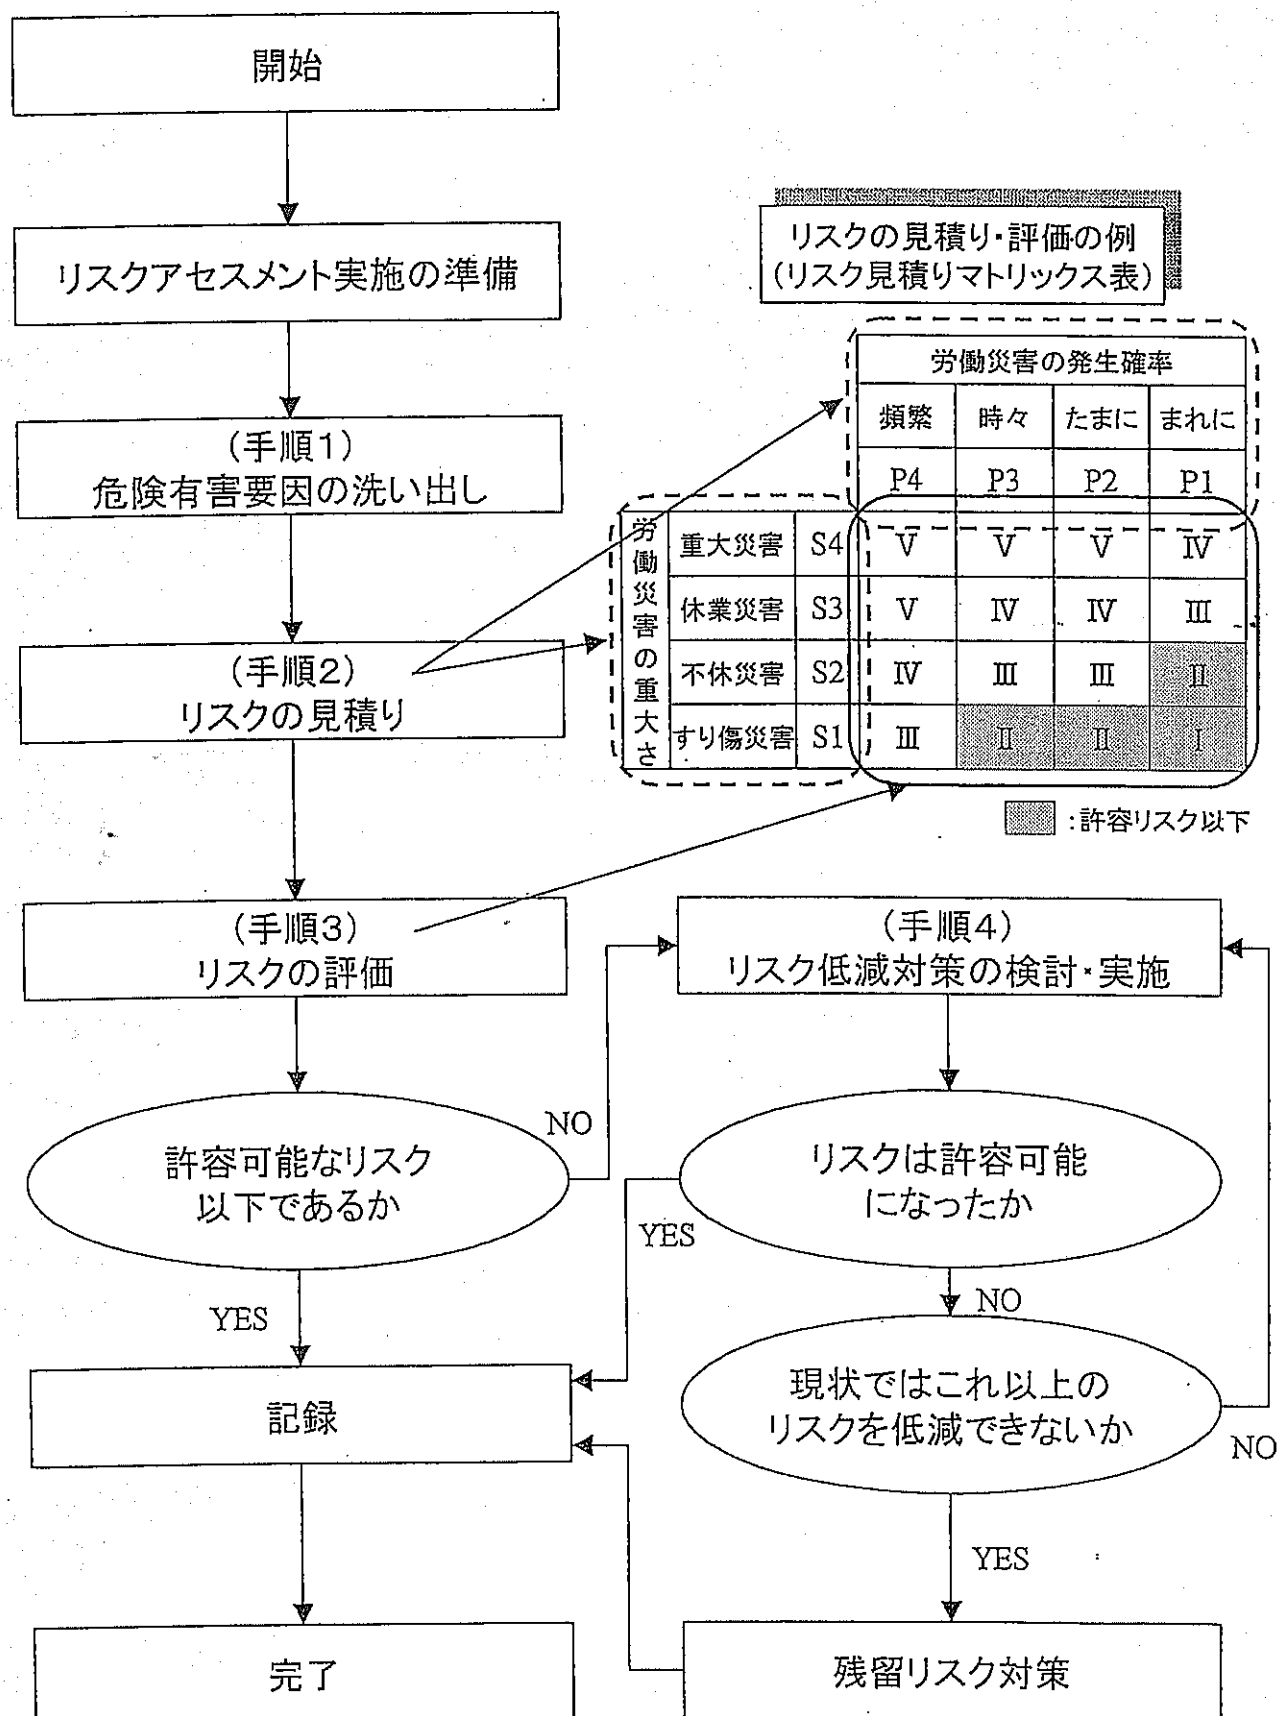 開始
リスクアセスメント実施の準備
(手順1)
危険有害要因の洗い出し
(手順2)
リスクの見積り
リスクの見積り・評価の例
(リスク見積りマトリックス表)
労働災害の発生確率
頻繁 時々 たまに まれに
P4 P3 P2 P1
労働災害の重大さ
重大災害 S4 Ⅴ Ⅴ Ⅴ Ⅳ
休業災害 S3 Ⅴ Ⅳ Ⅳ Ⅲ
不休災害 S2 Ⅳ Ⅲ Ⅲ Ⅱ
すり傷災害 S1 Ⅲ Ⅱ Ⅱ Ⅰ
:許容リスク以下
(手順3)
リスクの評価
(手順4)
リスク低減対策の検討・実施
許容可能なリスク
以下であるか
NO
YES
リスクは許容可能
になったか
YES
NO
現状ではこれ以上の
リスクを低減できないか
NO
YES
記録
残留リスク対策
完了